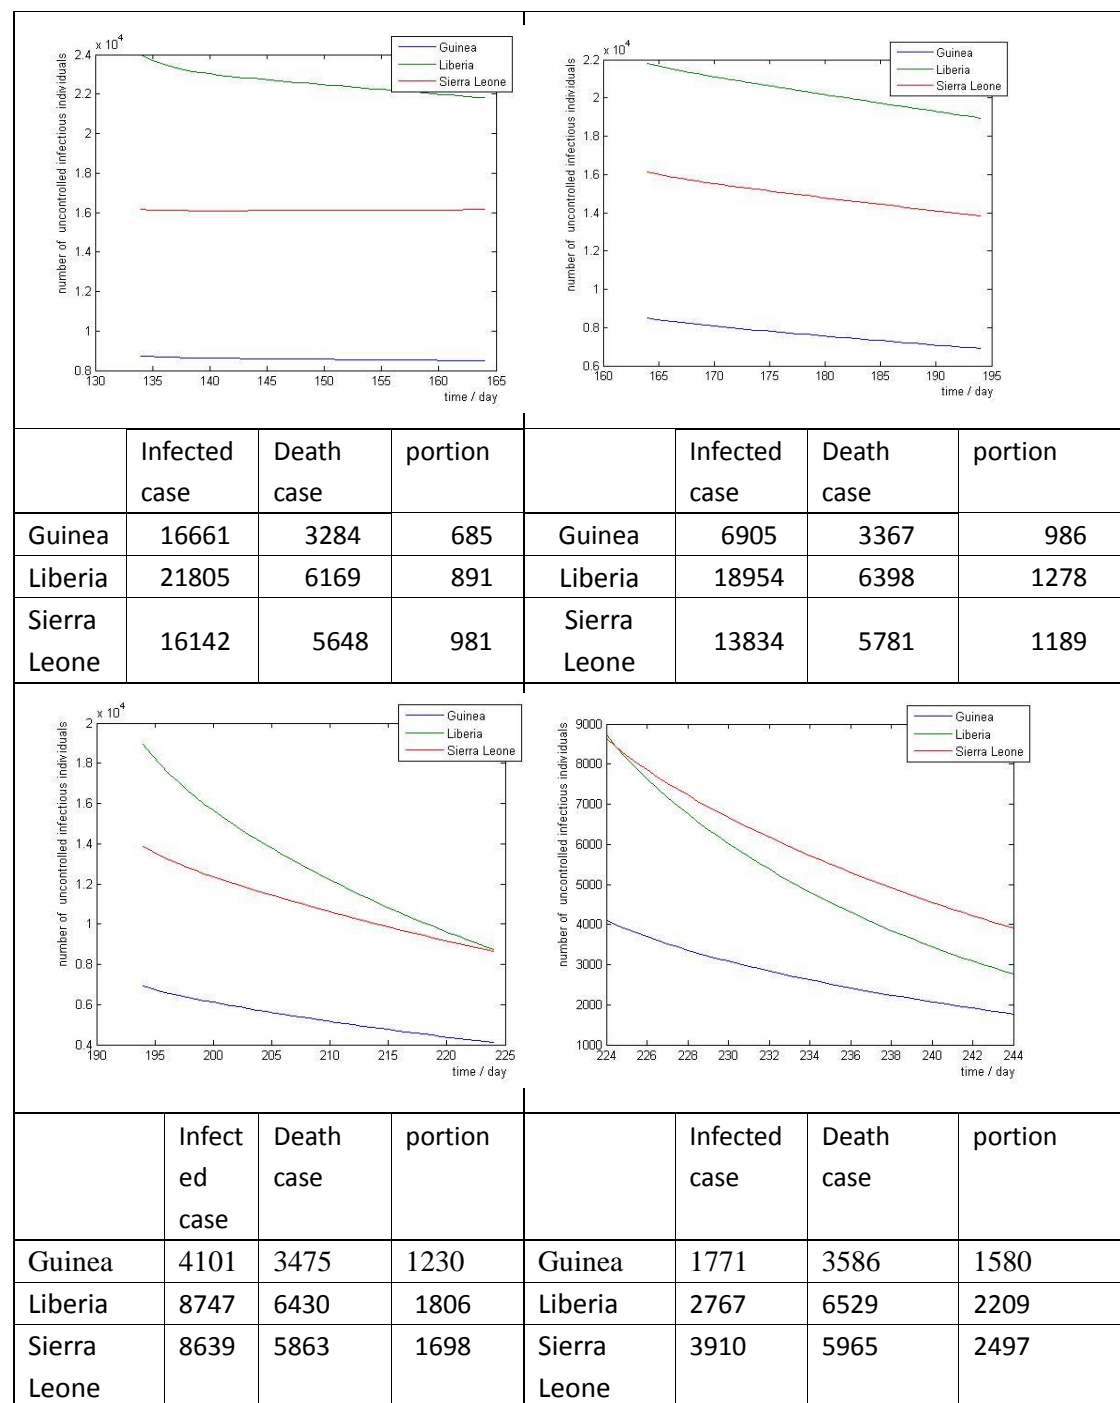 x 10⁴
2.4
2.2
2
1.8
1.6
1.4
1.2
1
0.8
130 135 140 145 150 155 160 165
time / day
number of uncontrolled infectious individuals
Guinea
Liberia
Sierra Leone
x 10⁴
2.2
2
1.8
1.6
1.4
1.2
1
0.8
0.6
160 165 170 175 180 185 190 195
time / day
number of uncontrolled infectious individuals
Guinea
Liberia
Sierra Leone
Infected Death portion
case case
Guinea 16661 3284 685
Liberia 21805 6169 891
Sierra
16142 5648 981
Leone
Infected Death portion
case case
Guinea 6905 3367 986
Liberia 18954 6398 1278
Sierra
13834 5781 1189
Leone
x 10⁴
2
1.8
1.6
1.4
1.2
1
0.8
0.6
0.4
190 195 200 205 210 215 220 225
time / day
number of uncontrolled infectious individuals
Guinea
Liberia
Sierra Leone
9000
8000
7000
6000
5000
4000
3000
2000
1000
224 226 228 230 232 234 236 238 240 242 244
time / day
number of uncontrolled infectious individuals
Guinea
Liberia
Sierra Leone
Infect Death portion
ed case
case
Guinea 4101 3475 1230
Liberia 8747 6430 1806
Sierra 8639 5863 1698
Leone
Infected Death portion
case case
Guinea 1771 3586 1580
Liberia 2767 6529 2209
Sierra 3910 5965 2497
Leone